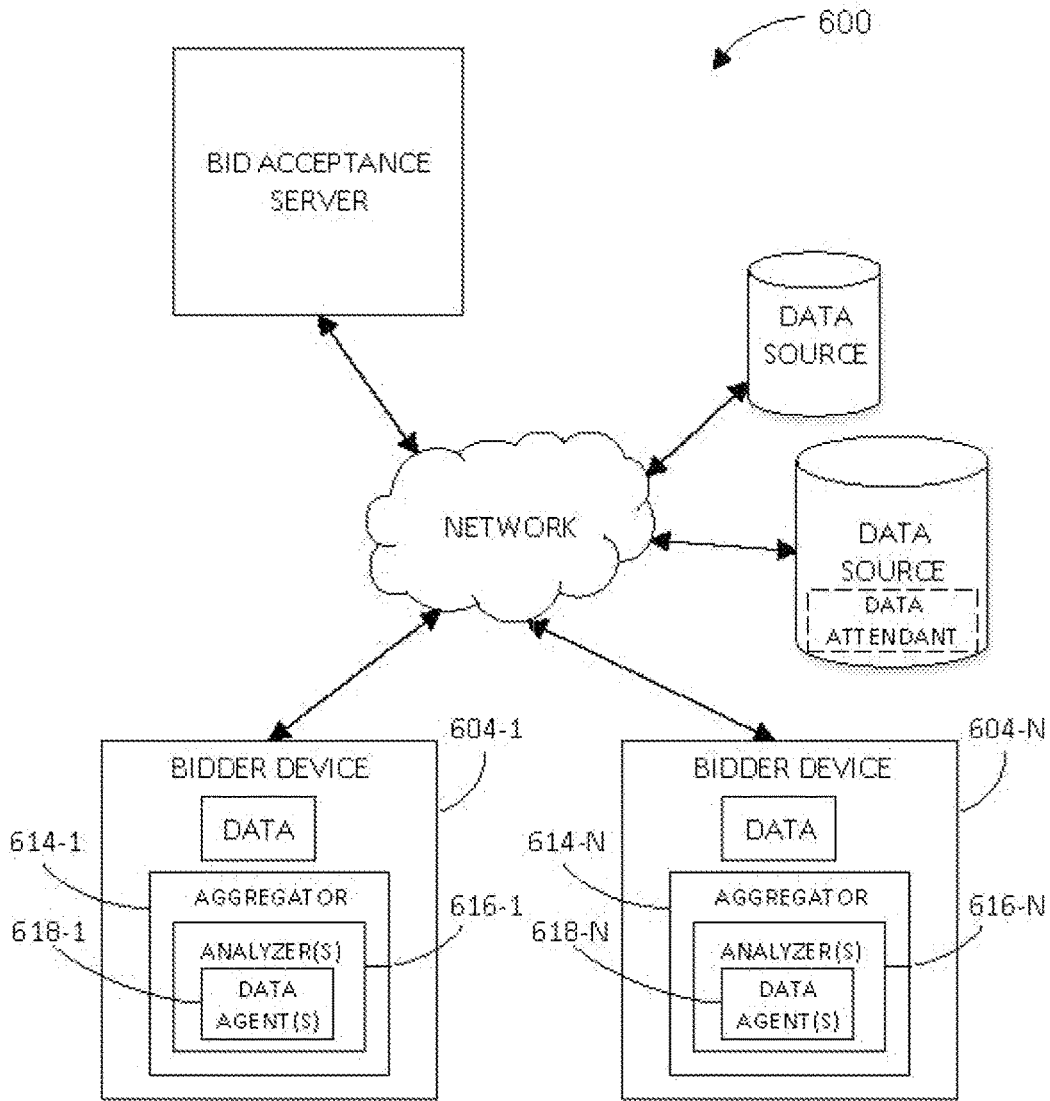 600
BID ACCEPTANCE
SERVER
DATA
SOURCE
NETWORK
DATA
SOURCE
DATA
ATTENDANT
604-1
604-N
BIDDER DEVICE
BIDDER DEVICE
DATA
DATA
614-1
614-N
AGGREGATOR
AGGREGATOR
616-1
616-N
618-1
618-N
ANALYZER(S)
ANALYZER(S)
DATA
AGENT(S)
DATA
AGENT(S)